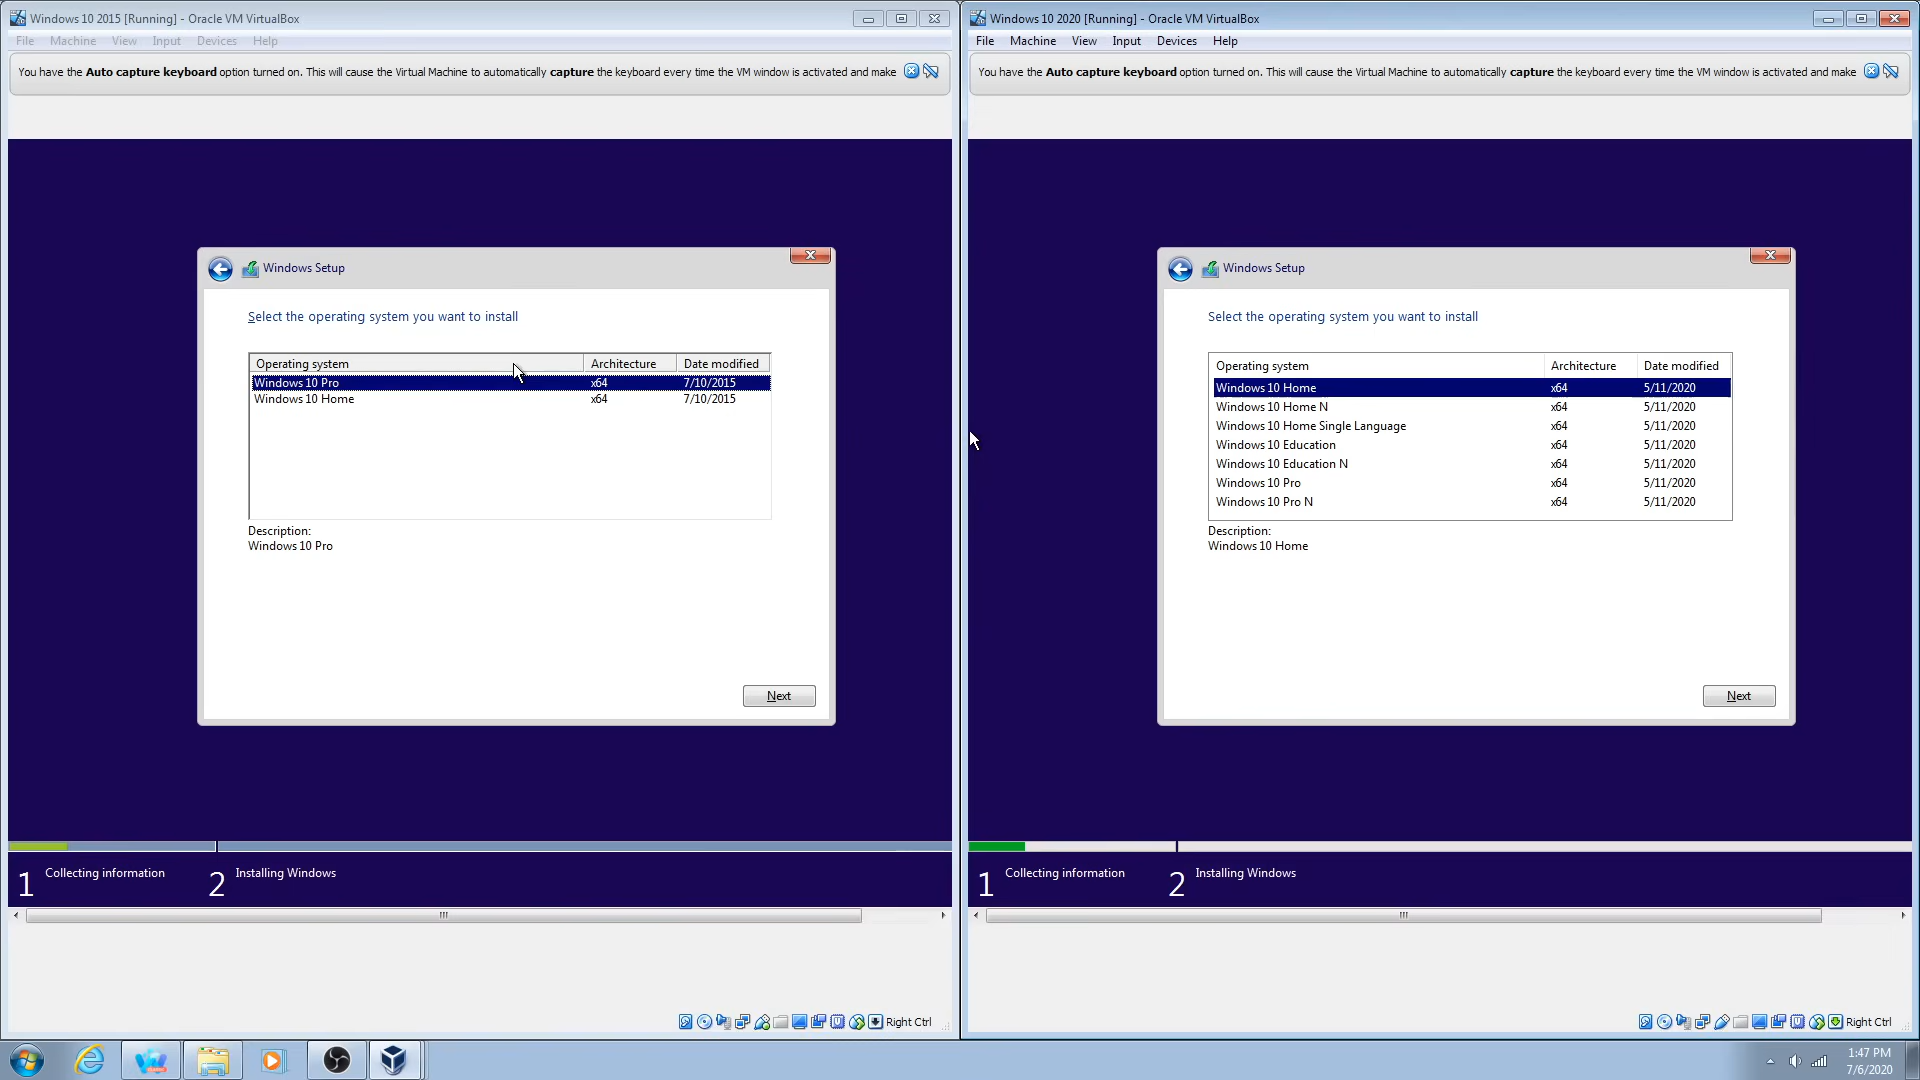 Windows 10 2015 [Running] - Oracle VM VirtualBox
File Machine View Input Devices Help
You have the Auto capture keyboard option turned on. This will cause the Virtual Machine to automatically capture the keyboard every time the VM window is activated and make
Windows Setup
Select the operating system you want to install
Operating system Architecture Date modified
Windows 10 Pro x64 7/10/2015
Windows 10 Home x64 7/10/2015
Description:
Windows 10 Pro
Next
1 Collecting information 2 Installing Windows
Right Ctrl
Windows 10 2020 [Running] - Oracle VM VirtualBox
File Machine View Input Devices Help
You have the Auto capture keyboard option turned on. This will cause the Virtual Machine to automatically capture the keyboard every time the VM window is activated and make
Windows Setup
Select the operating system you want to install
Operating system Architecture Date modified
Windows 10 Home x64 5/11/2020
Windows 10 Home N x64 5/11/2020
Windows 10 Home Single Language x64 5/11/2020
Windows 10 Education x64 5/11/2020
Windows 10 Education N x64 5/11/2020
Windows 10 Pro x64 5/11/2020
Windows 10 Pro N x64 5/11/2020
Description:
Windows 10 Home
Next
1 Collecting information 2 Installing Windows
Right Ctrl
1:47 PM
7/6/2020